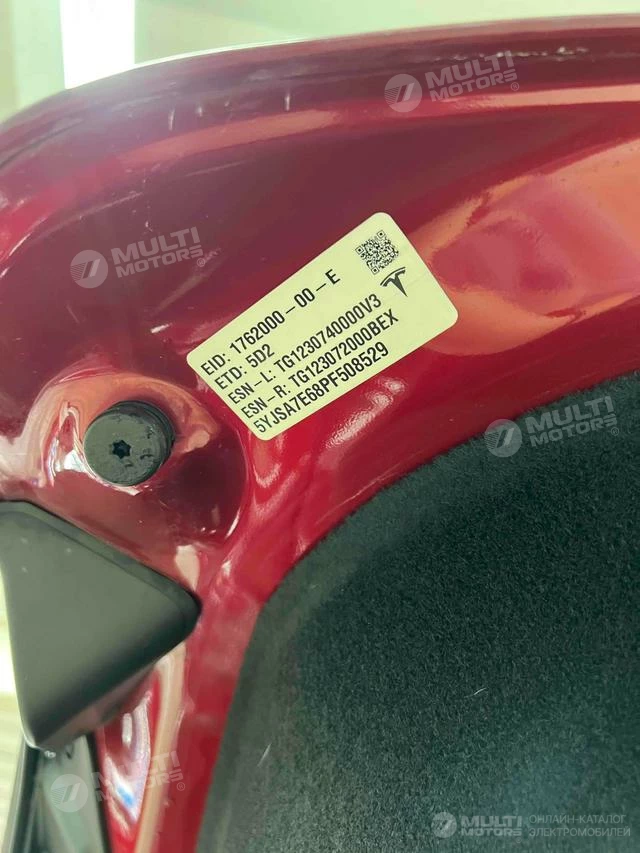 MULTI
MOTORS
MULTI
MOTORS
EID: 1762000-00-E
ETD: 5D2
ESN-L: TG1230740000V3
ESN-R: TG123072000BEX
5YJSA7E68PF508529
MULTI
MOTORS
MULTI
MOTORS
MULTI
MOTORS
ОНЛАЙН-КАТАЛОГ
ЭЛЕКТРОМОБИЛЕЙ